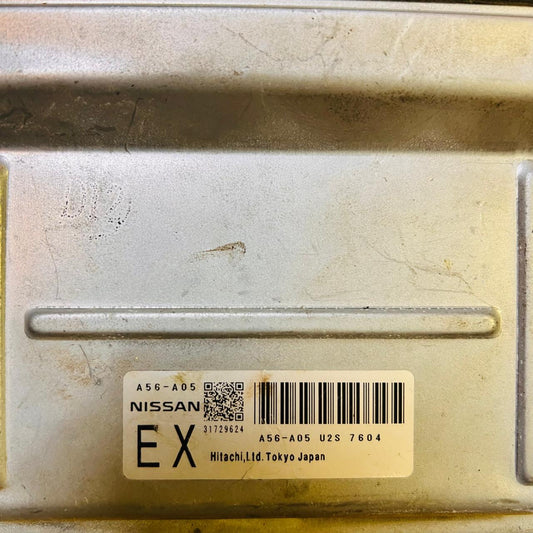 A56-A05
NISSAN
31729624
EX
A56-A05 U2S 7604
Hitachi,Ltd.Tokyo Japan